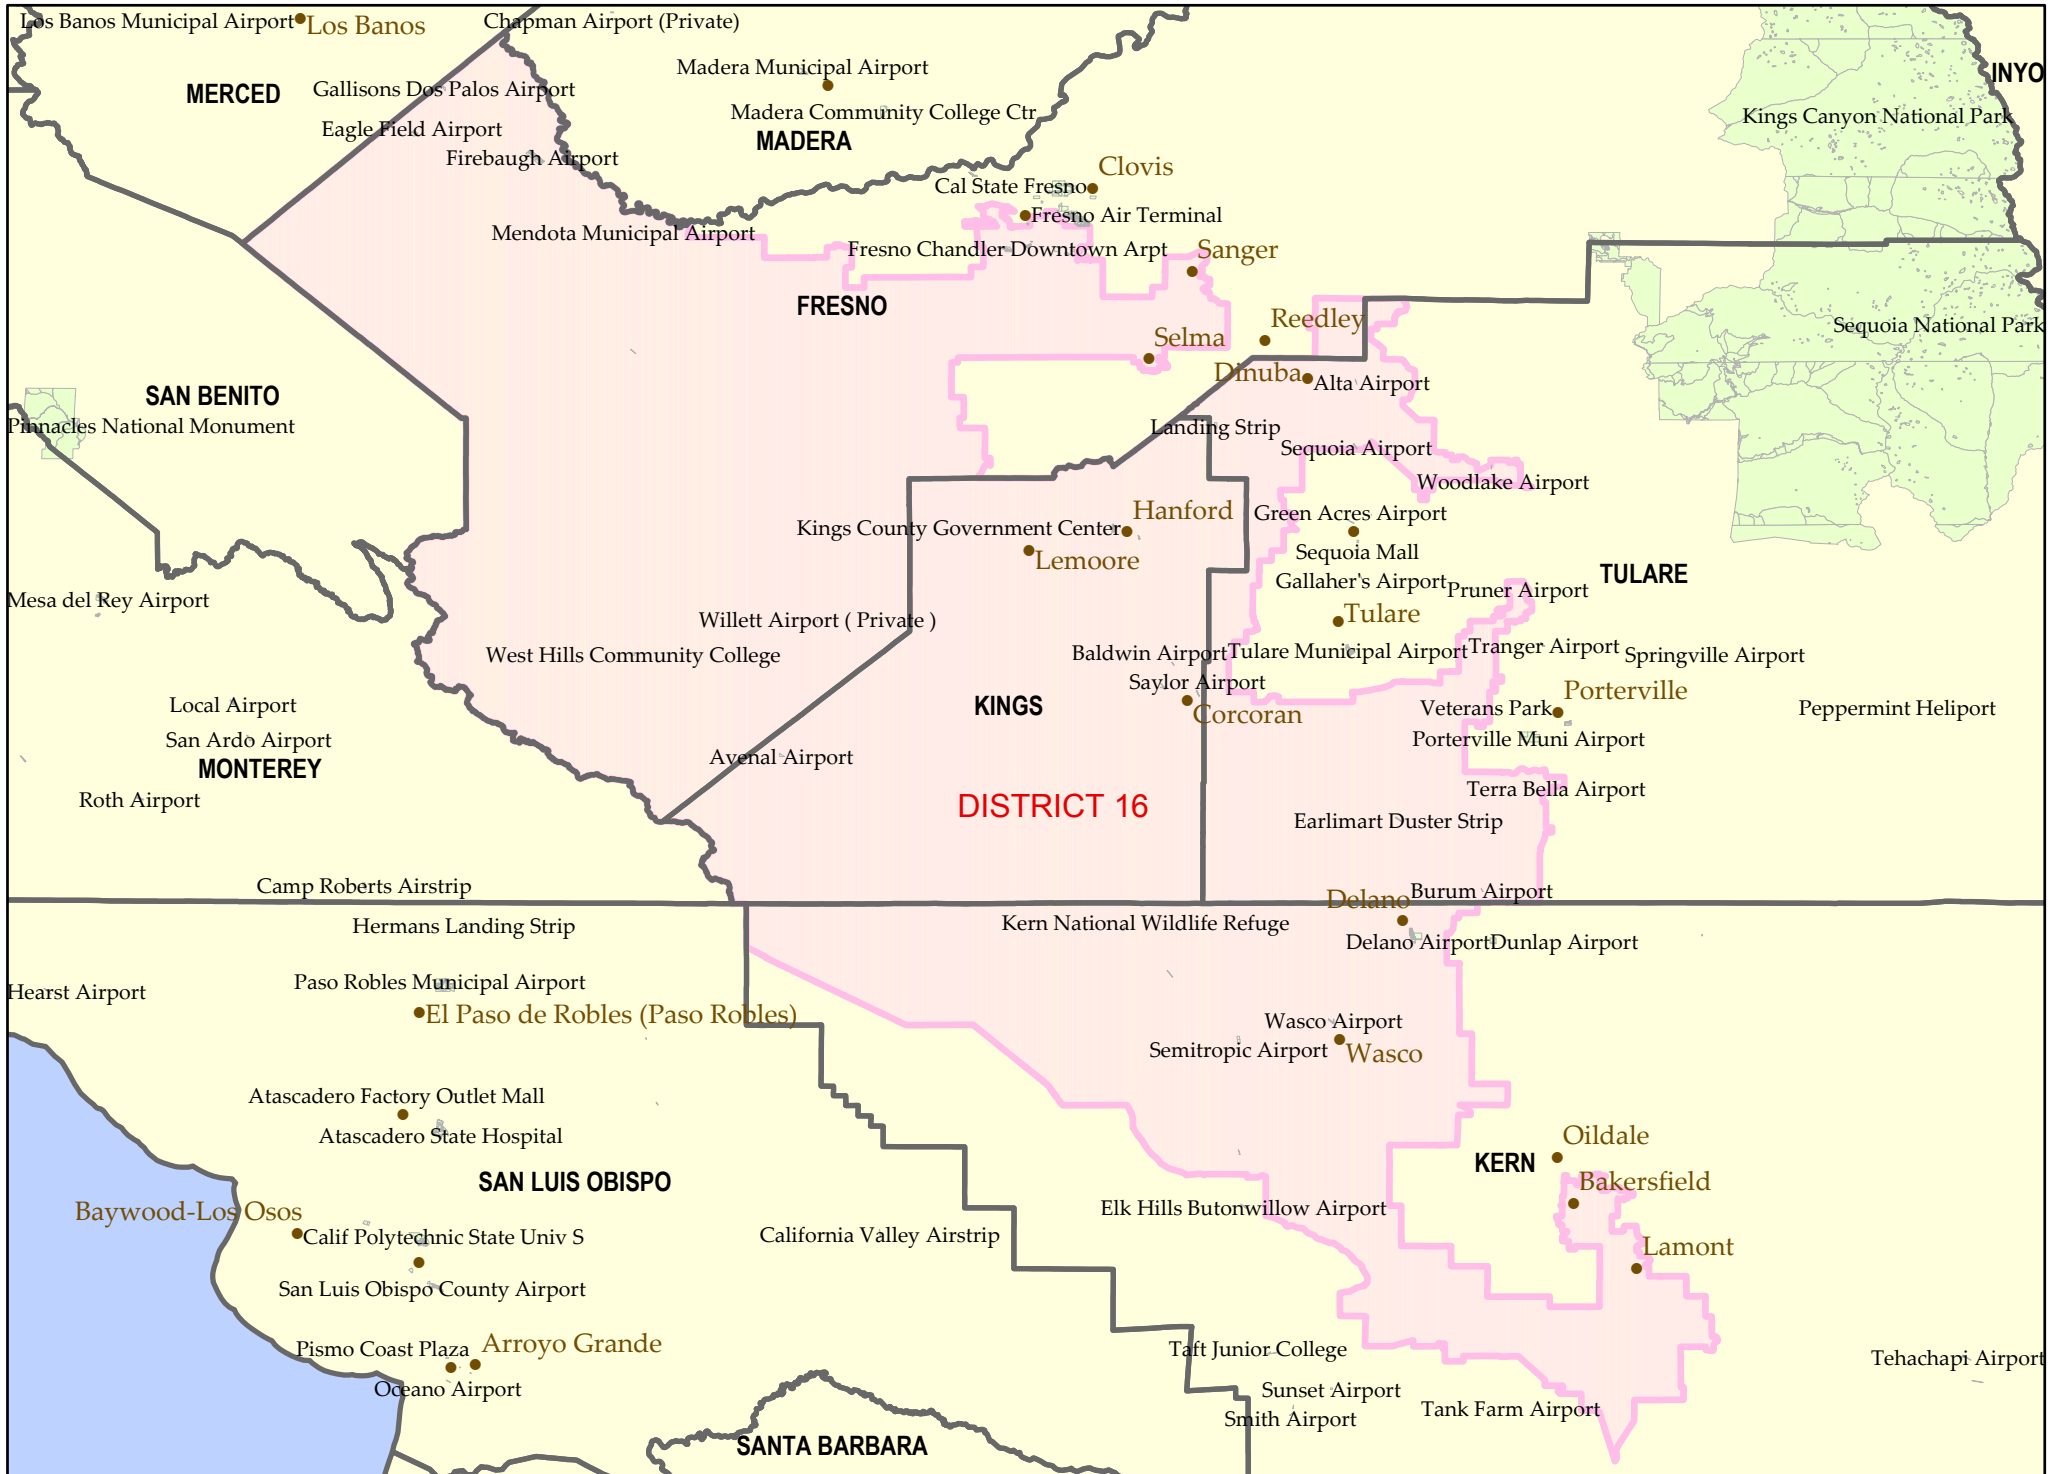 Los Banos Municipal Airport
Los Banos
Chapman Airport (Private)
Madera Municipal Airport
INYO
MERCED
Gallisons Dos Palos Airport
Madera Community College Ctr
Kings Canyon National Park
Eagle Field Airport
MADERA
Firebaugh Airport
Clovis
Cal State Fresno
Fresno Air Terminal
Mendota Municipal Airport
Fresno Chandler Downtown Arpt
Sanger
FRESNO
Reedley
Sequoia National Park
Selma
Dinuba
Alta Airport
SAN BENITO
Pinnacles National Monument
Landing Strip
Sequoia Airport
Woodlake Airport
Hanford
Green Acres Airport
Kings County Government Center
Lemoore
Sequoia Mall
TULARE
Gallaher's Airport
Pruner Airport
Mesa del Rey Airport
Willett Airport ( Private )
Tulare
West Hills Community College
Baldwin Airport
Tulare Municipal Airport
Tranger Airport
Springville Airport
Saylor Airport
Porterville
Local Airport
KINGS
Corcoran
Veterans Park
Peppermint Heliport
San Ardo Airport
Porterville Muni Airport
MONTEREY
Avenal Airport
Terra Bella Airport
Roth Airport
DISTRICT 16
Earlimart Duster Strip
Camp Roberts Airstrip
Delano
Burum Airport
Hermans Landing Strip
Kern National Wildlife Refuge
Delano Airport
Dunlap Airport
Paso Robles Municipal Airport
Hearst Airport
El Paso de Robles (Paso Robles)
Wasco Airport
Semitropic Airport
Wasco
Atascadero Factory Outlet Mall
Atascadero State Hospital
Oildale
KERN
SAN LUIS OBISPO
Bakersfield
Baywood-Los Osos
Elk Hills Butonwillow Airport
Calif Polytechnic State Univ S
California Valley Airstrip
Lamont
San Luis Obispo County Airport
Pismo Coast Plaza
Arroyo Grande
Taft Junior College
Tehachapi Airport
Oceano Airport
Sunset Airport
Smith Airport
Tank Farm Airport
SANTA BARBARA